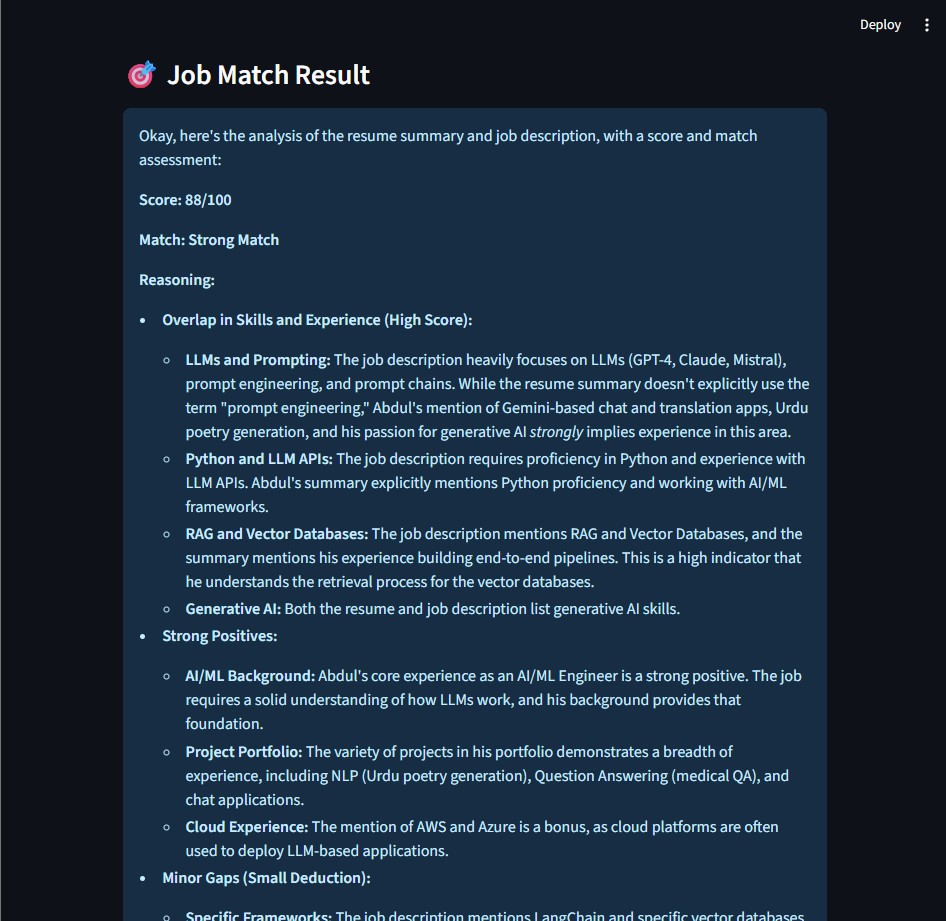 Deploy
Job Match Result
Okay, here's the analysis of the resume summary and job description, with a score and match
assessment:
Score: 88/100
Match: Strong Match
Reasoning:
• Overlap in Skills and Experience (High Score):
◦ LLMs and Prompting: The job description heavily focuses on LLMs (GPT-4, Claude, Mistral),
prompt engineering, and prompt chains. While the resume summary doesn't explicitly use the
term "prompt engineering," Abdul's mention of Gemini-based chat and translation apps, Urdu
poetry generation, and his passion for generative AI strongly implies experience in this area.
◦ Python and LLM APIs: The job description requires proficiency in Python and experience with
LLM APIs. Abdul's summary explicitly mentions Python proficiency and working with AI/ML
frameworks.
◦ RAG and Vector Databases: The job description mentions RAG and Vector Databases, and the
summary mentions his experience building end-to-end pipelines. This is a high indicator that
he understands the retrieval process for the vector databases.
◦ Generative AI: Both the resume and job description list generative AI skills.
• Strong Positives:
◦ AI/ML Background: Abdul's core experience as an AI/ML Engineer is a strong positive. The job
requires a solid understanding of how LLMs work, and his background provides that
foundation.
◦ Project Portfolio: The variety of projects in his portfolio demonstrates a breadth of
experience, including NLP (Urdu poetry generation), Question Answering (medical QA), and
chat applications.
◦ Cloud Experience: The mention of AWS and Azure is a bonus, as cloud platforms are often
used to deploy LLM-based applications.
• Minor Gaps (Small Deduction):
◦ Specific Frameworks: The job description mentions LangChain and specific vector databases